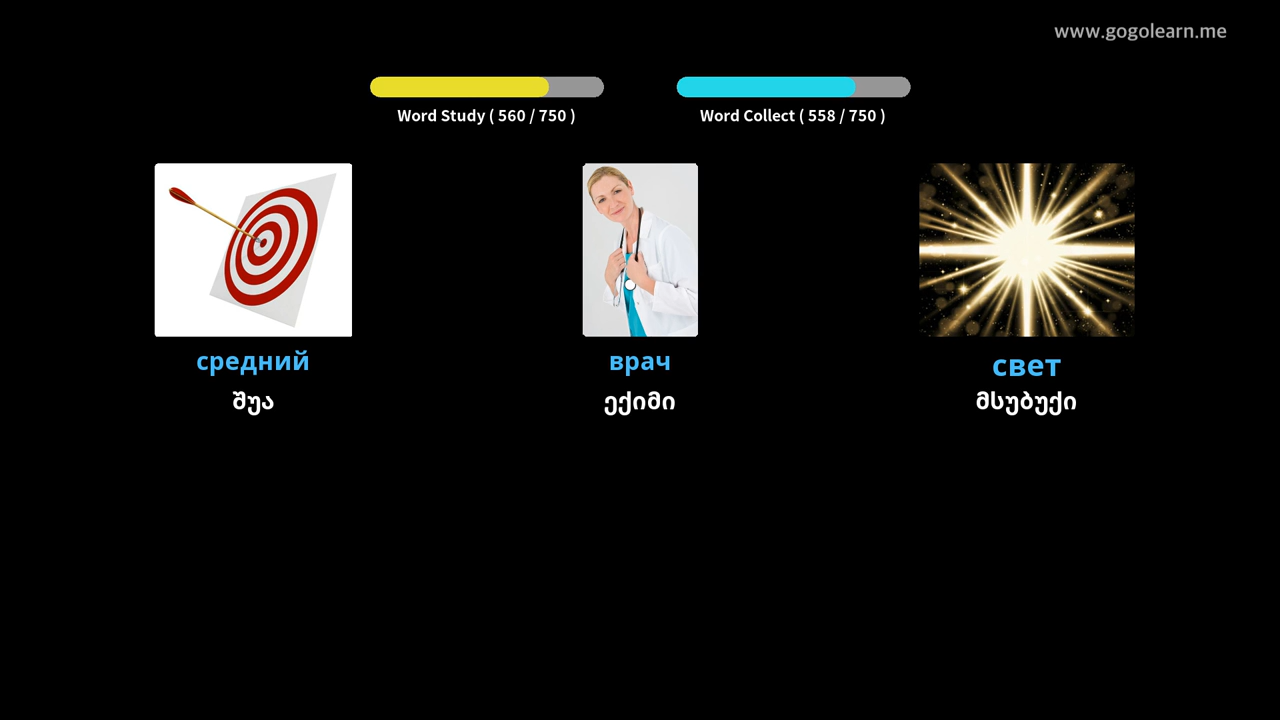 www.gogolearn.me
Word Study ( 560 / 750 )
Word Collect ( 558 / 750 )
средний
врач
свет
შუა
ექიმი
მსუბუქი